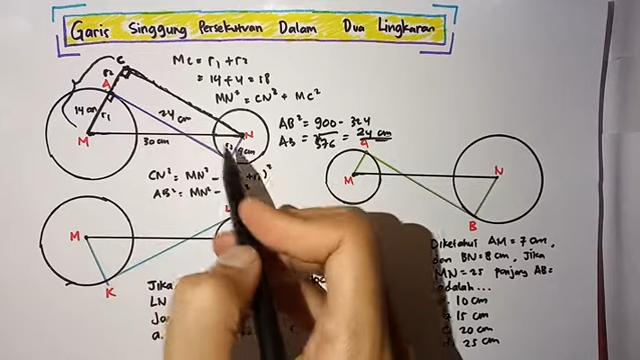 Garis Singgung Persekutuan Dalam Dua Lingkaran
C
r2
A
14 cm r1
M
24 cm
30 cm
N
MC = r1 + r2
= 14 + 4 = 18
MN² = CN² + MC²
AB² = 900 - 324
AB = √576 = 24 cm
CN² = MN² -
AB² = MN² -
M
K
A
M
N
B
Jika
LN
a.
Diketahui AM = 7 cm,
dan BN = 8 cm, Jika
MN = 25 panjang AB =
adalah...
10 cm
15 cm
20 cm
25 cm